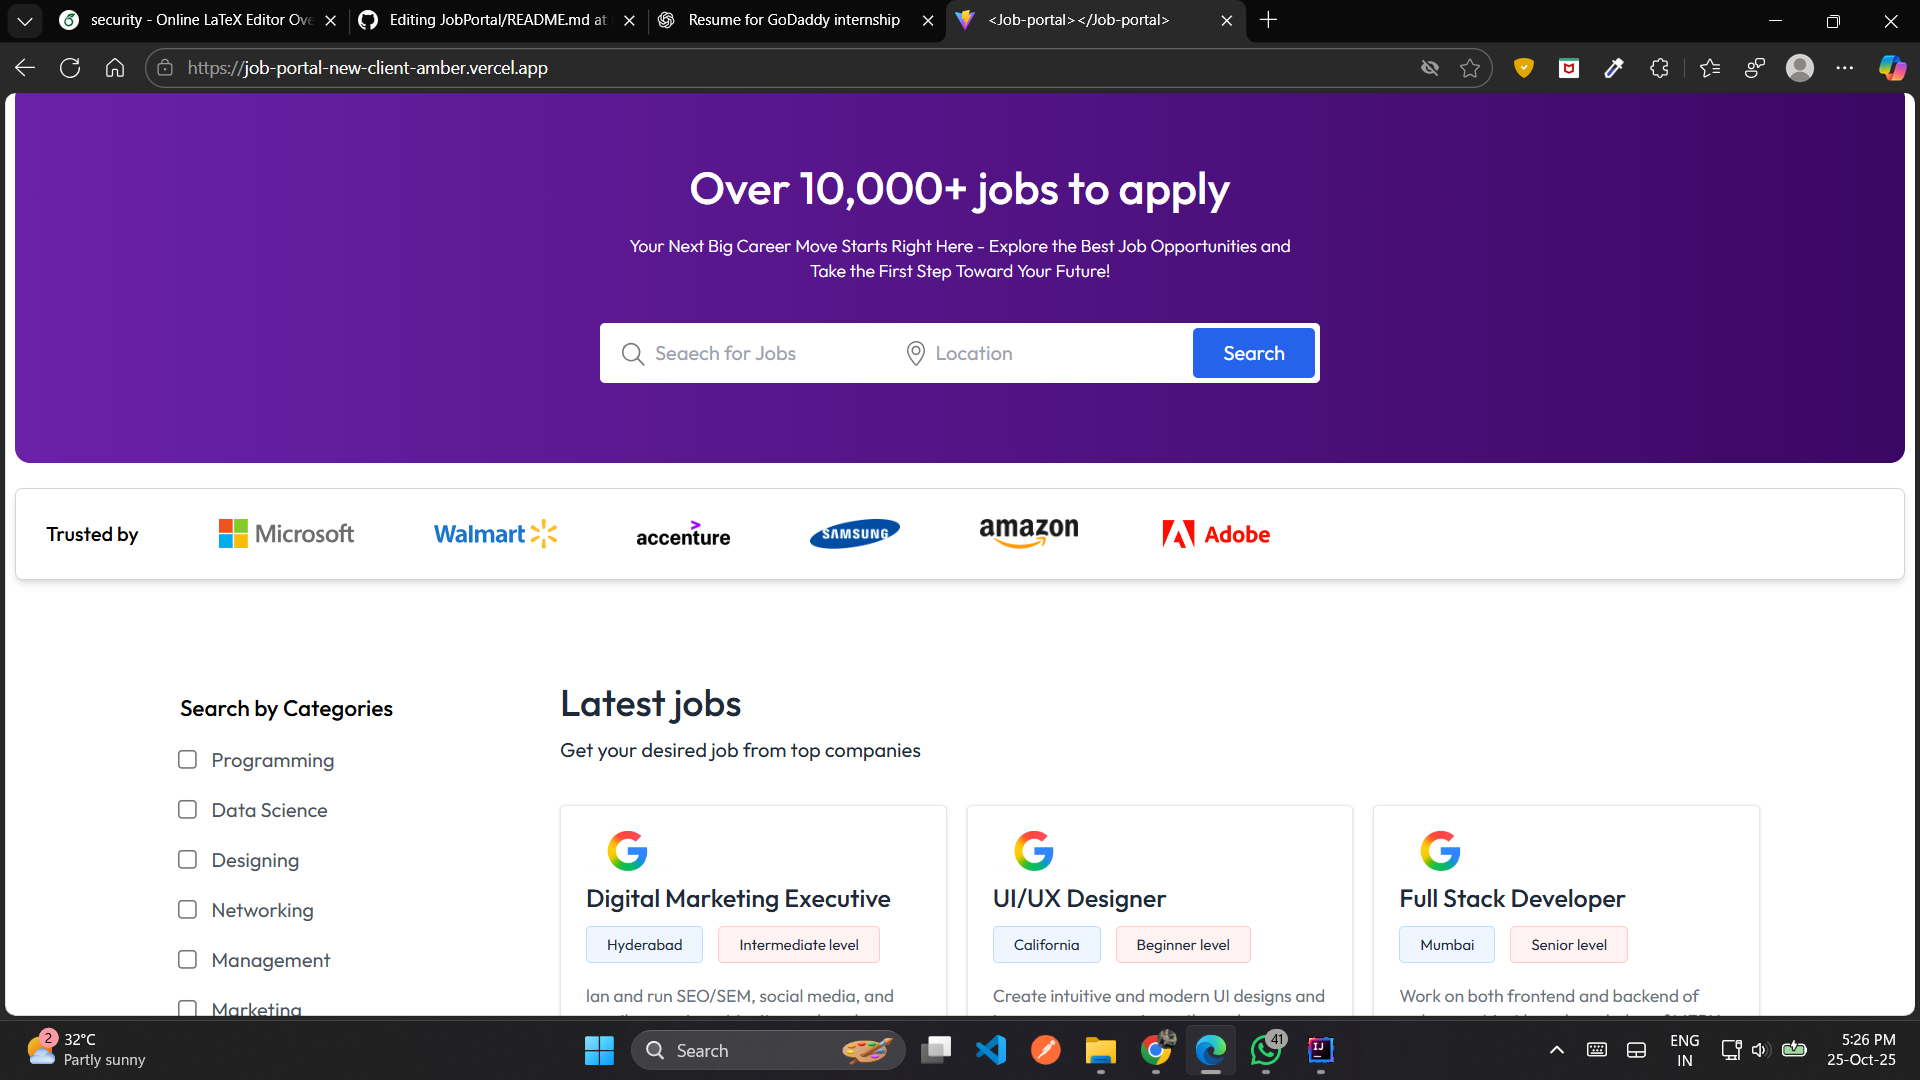 security - Online LaTeX Editor Ove
Editing JobPortal/README.md at
Resume for GoDaddy internship
<Job-portal></Job-portal>
https://job-portal-new-client-amber.vercel.app
Over 10,000+ jobs to apply
Your Next Big Career Move Starts Right Here - Explore the Best Job Opportunities and
Take the First Step Toward Your Future!
Seaech for Jobs
Location
Search
Trusted by
Microsoft
Walmart
accenture
SAMSUNG
amazon
Adobe
Search by Categories
Programming
Data Science
Designing
Networking
Management
Marketing
Latest jobs
Get your desired job from top companies
Digital Marketing Executive
Hyderabad
Intermediate level
lan and run SEO/SEM, social media, and
UI/UX Designer
California
Beginner level
Create intuitive and modern UI designs and
Full Stack Developer
Mumbai
Senior level
Work on both frontend and backend of
2
32°C
Partly sunny
Search
41
IJ
ENG
IN
5:26 PM
25-Oct-25